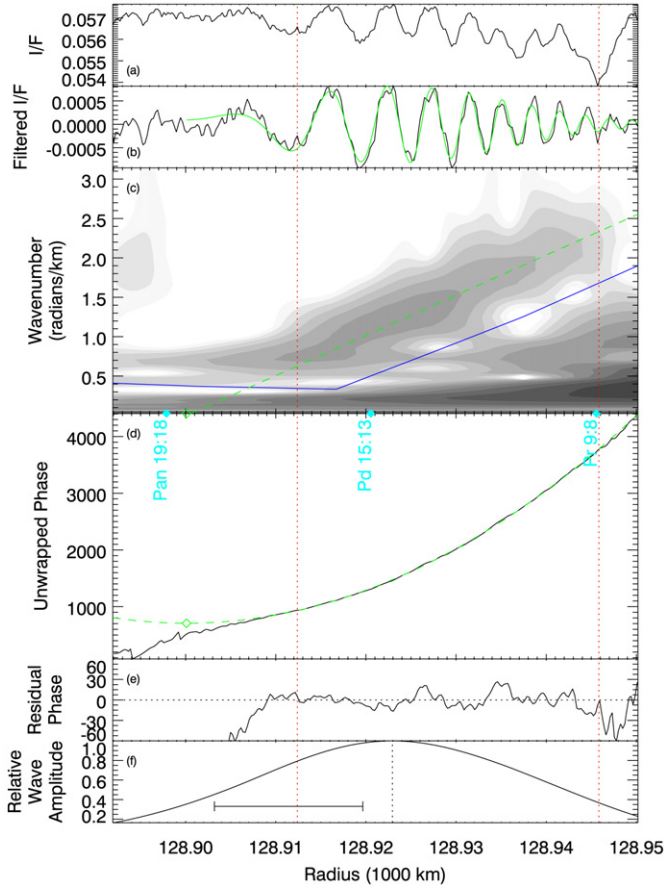 0.057
0.056
0.055
0.054
I/F
(a)
0.0005
0.0000
-0.0005
Filtered I/F
(b)
3.0
2.5
2.0
1.5
1.0
0.5
Wavenumber
(radians/km)
(c)
4000
3000
2000
1000
Unwrapped Phase
(d)
Pan 19:18
Pd 15:13
Pr 9:8
60
30
0
-30
-60
Residual
Phase
(e)
1.0
0.8
0.6
0.4
0.2
Relative
Wave
Amplitude
(f)
128.90 128.91 128.92 128.93 128.94 128.95
Radius (1000 km)